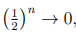 (1/2)ⁿ → 0,